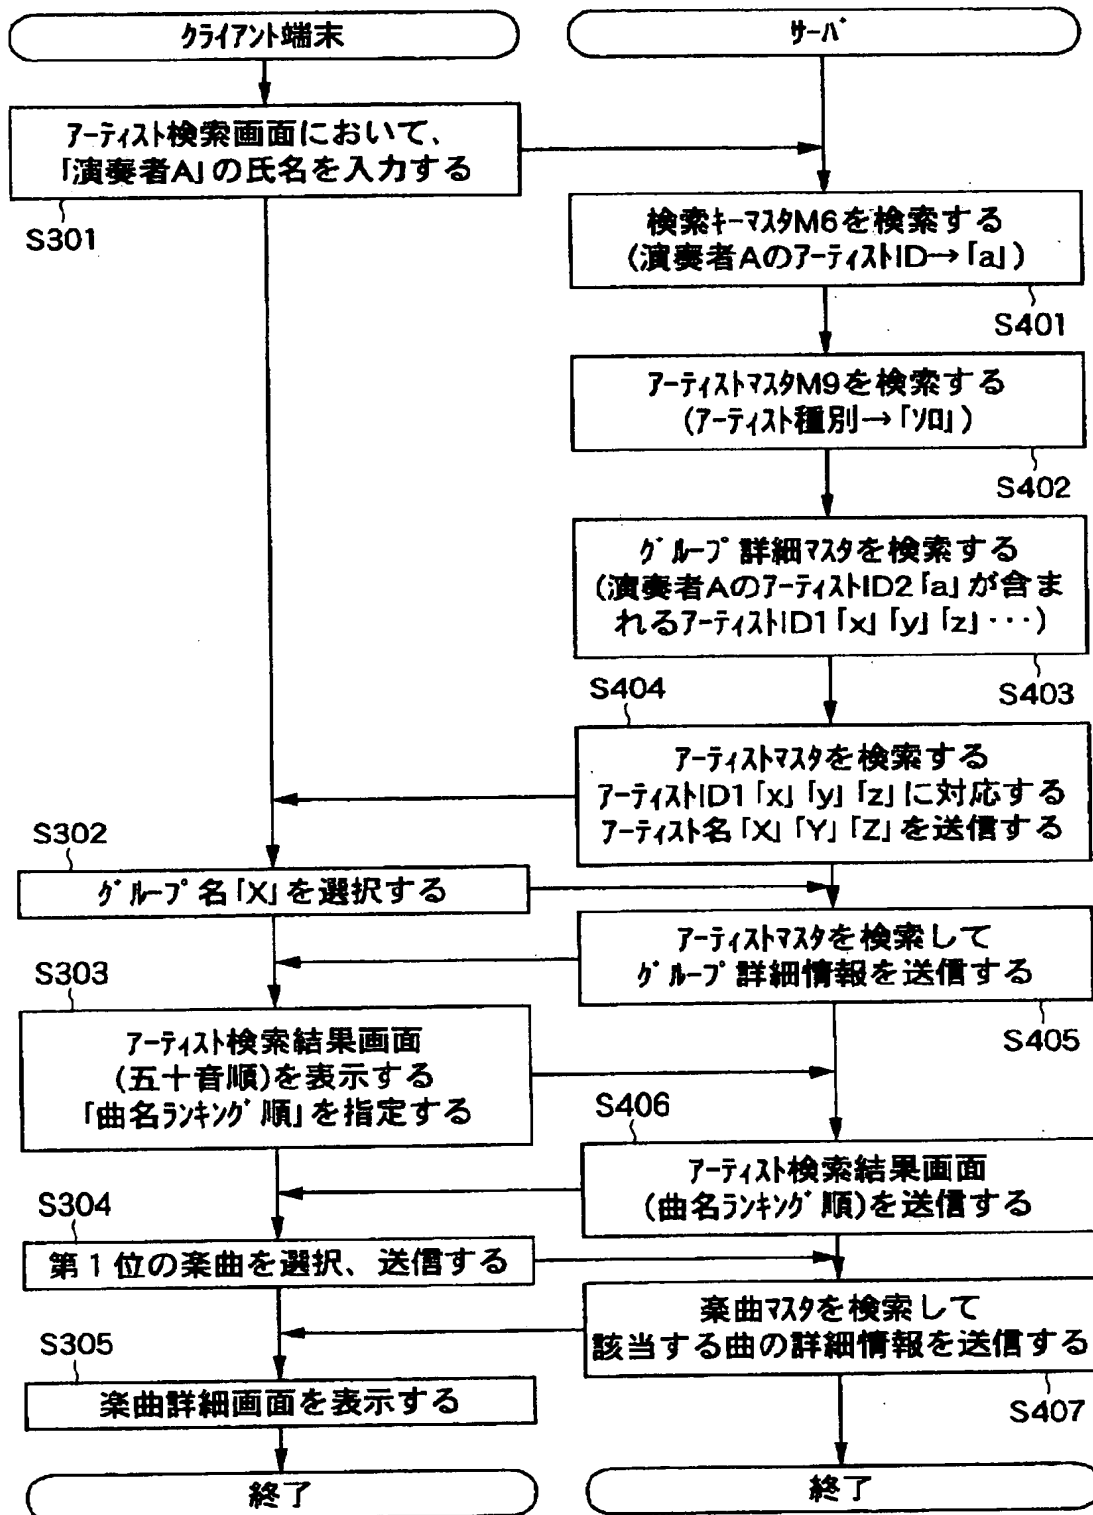 クライアント端末
サーバ
アーティスト検索画面において、
「演奏者A」の氏名を入力する
S301
検索キーマスタM6を検索する
(演奏者AのアーティストID→「a」)
S401
アーティストマスタM9を検索する
(アーティスト種別→「ソロ」)
S402
グループ詳細マスタを検索する
(演奏者AのアーティストID2「a」が含ま
れるアーティストID1「x」「y」「z」・・・)
S403
S404
アーティストマスタを検索する
アーティストID1「x」「y」「z」に対応する
アーティスト名「X」「Y」「Z」を送信する
S302
グループ名「X」を選択する
アーティストマスタを検索して
グループ詳細情報を送信する
S405
S303
アーティスト検索結果画面
(五十音順)を表示する
「曲名ランキング順」を指定する
S406
アーティスト検索結果画面
(曲名ランキング順)を送信する
S304
第1位の楽曲を選択、送信する
楽曲マスタを検索して
該当する曲の詳細情報を送信する
S407
S305
楽曲詳細画面を表示する
終了
終了